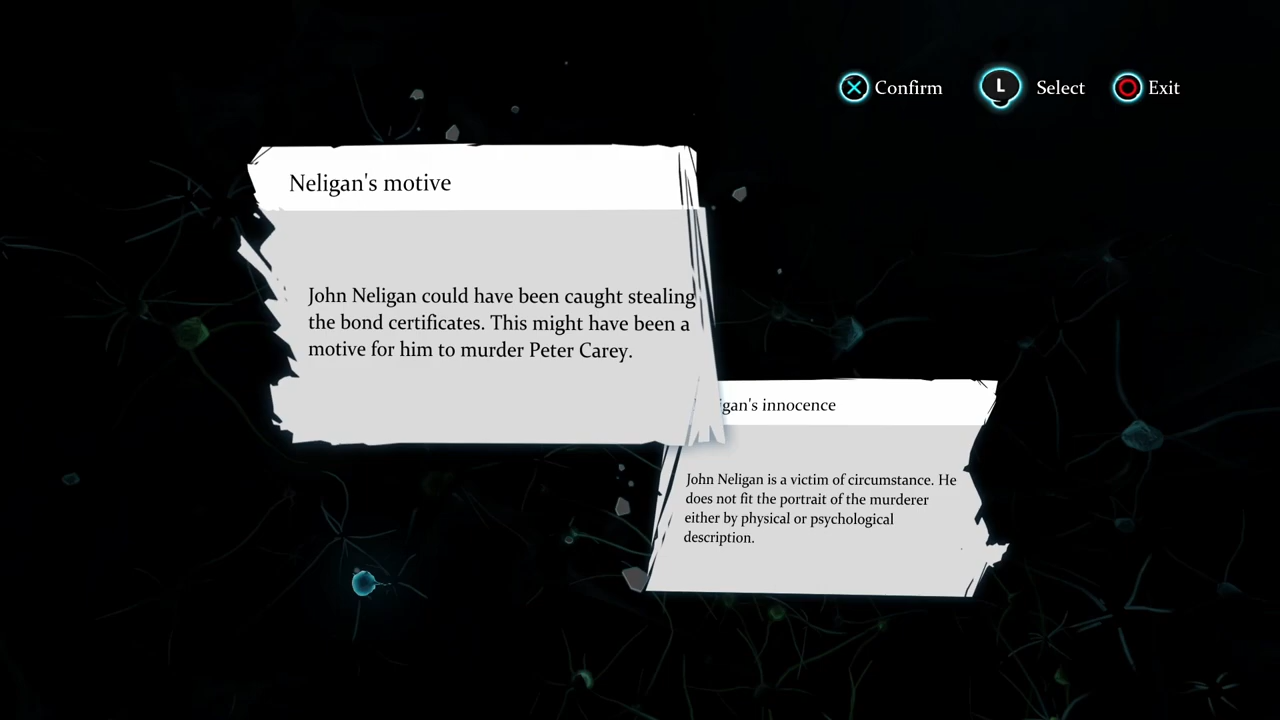 Confirm
L
Select
Exit
Neligan's motive
John Neligan could have been caught stealing
the bond certificates. This might have been a
motive for him to murder Peter Carey.
igan's innocence
John Neligan is a victim of circumstance. He
does not fit the portrait of the murderer
either by physical or psychological
description.